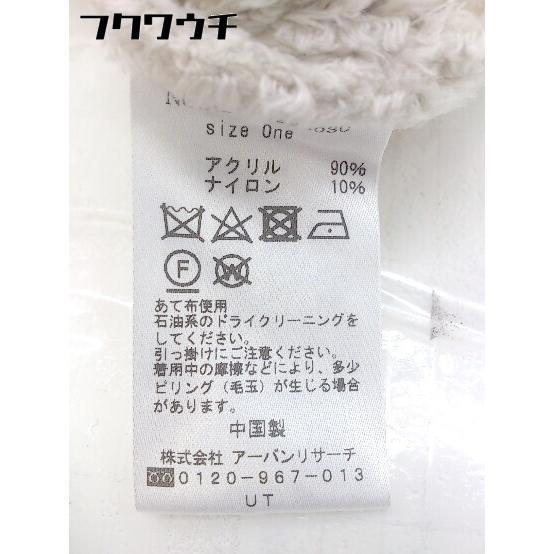 フクワウチ
size One
アクリル 90%
ナイロン 10%
F W
あて布使用
石油系のドライクリーニングを
してください。
引っ掛けにご注意ください。
着用中の摩擦などにより、多少
ピリング（毛玉）が生じる場合
があります。
中国製
株式会社 アーバンリサーチ
0120-967-013
UT